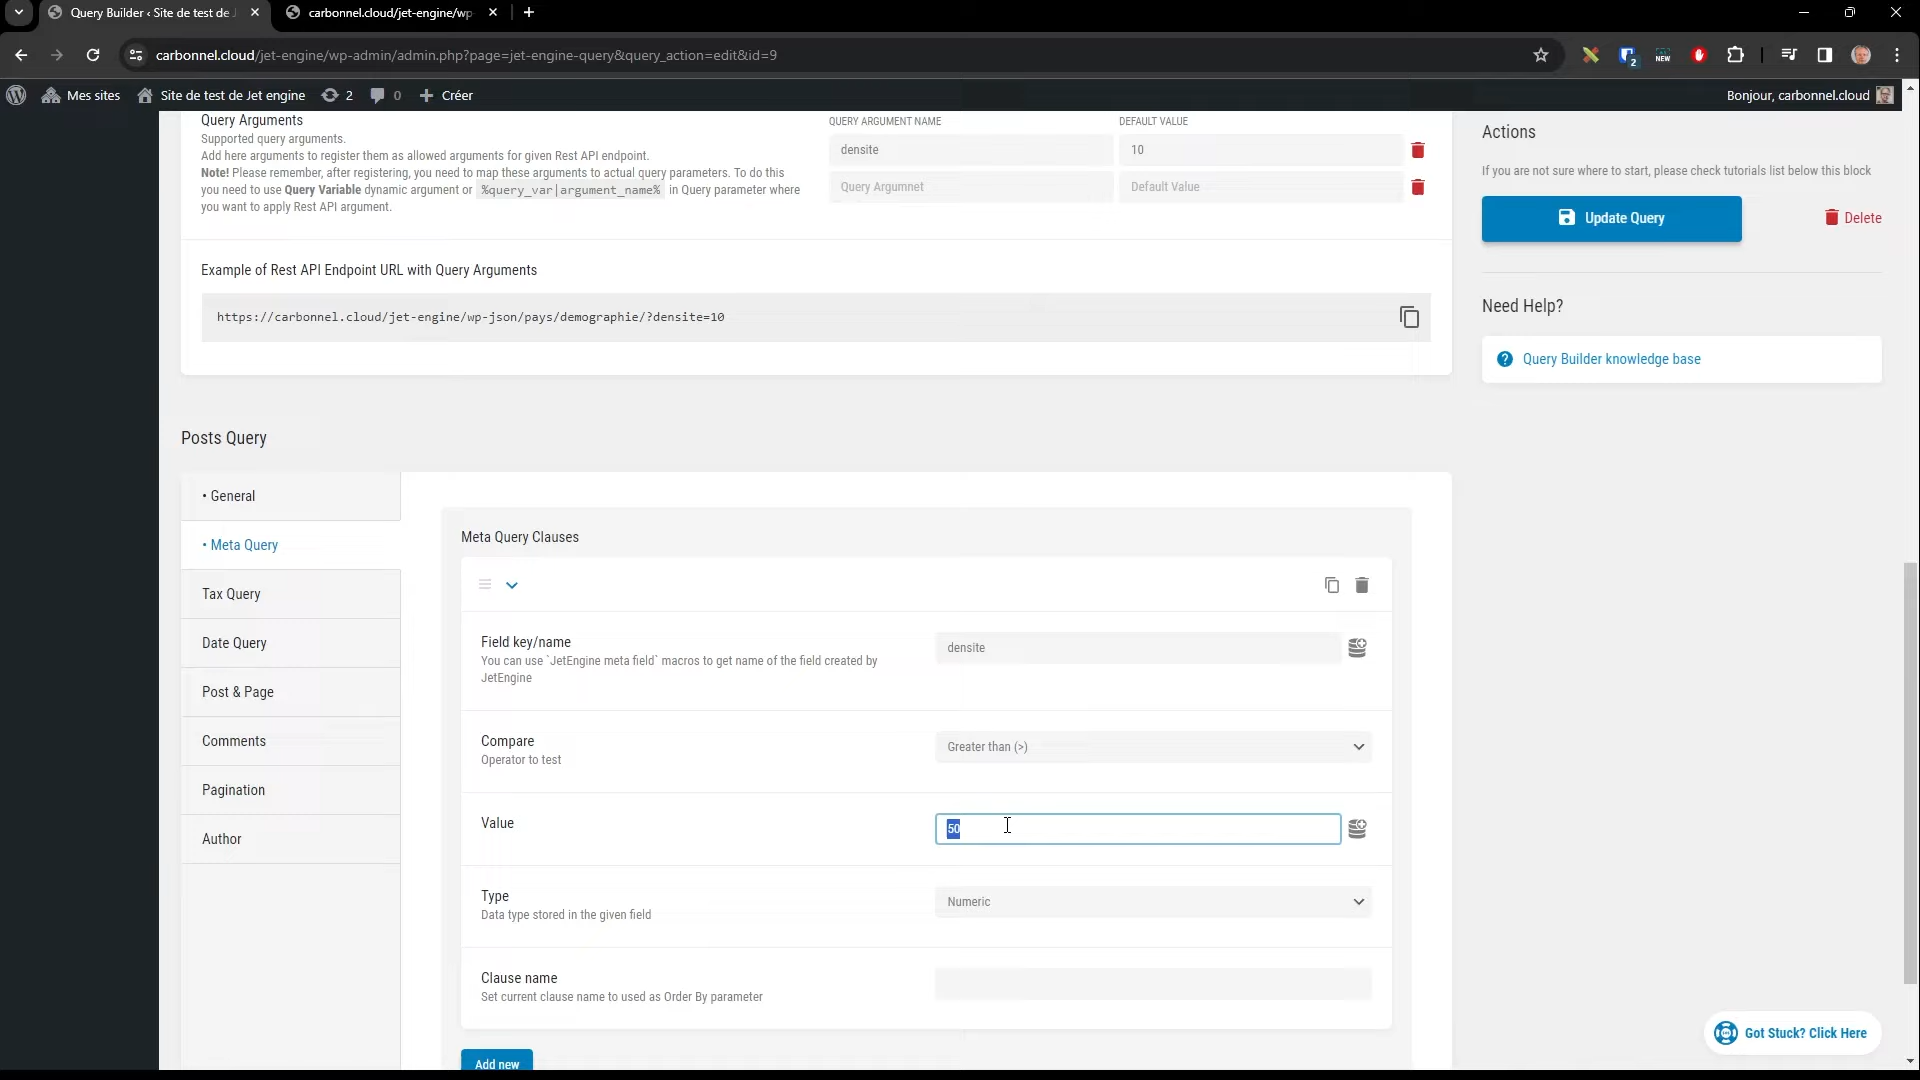 Query Builder ‹ Site de test de J
carbonnel.cloud/jet-engine/wp-
carbonnel.cloud/jet-engine/wp-admin/admin.php?page=jet-engine-query&query_action=edit&id=9
2
NEW
Mes sites
Site de test de Jet engine
2
0
Créer
Bonjour, carbonnel.cloud
Query Arguments
Supported query arguments.
Add here arguments to register them as allowed arguments for given Rest API endpoint.
Note! Please remember, after registering, you need to map these arguments to actual query parameters. To do this
you need to use Query Variable dynamic argument or %query_var|argument_name% in Query parameter where
you want to apply Rest API argument.
QUERY ARGUMENT NAME
DEFAULT VALUE
densite
10
Query Argumnet
Default Value
Example of Rest API Endpoint URL with Query Arguments
https://carbonnel.cloud/jet-engine/wp-json/pays/demographie/?densite=10
Actions
If you are not sure where to start, please check tutorials list below this block
Update Query
Delete
Need Help?
Query Builder knowledge base
Posts Query
• General
• Meta Query
Tax Query
Date Query
Post & Page
Comments
Pagination
Author
Meta Query Clauses
Field key/name
You can use `JetEngine meta field` macros to get name of the field created by
JetEngine
densite
Compare
Operator to test
Greater than (>)
Value
50
Type
Data type stored in the given field
Numeric
Clause name
Set current clause name to used as Order By parameter
Add new
Got Stuck? Click Here